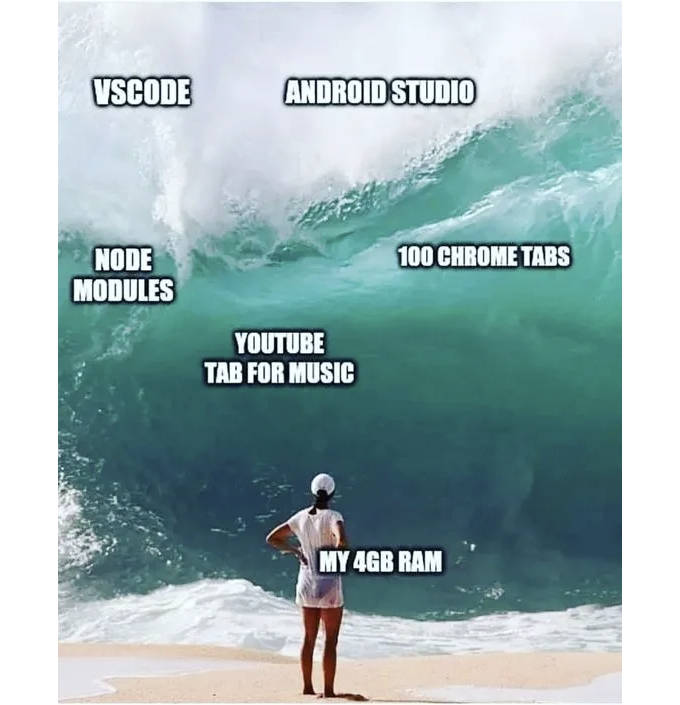 VSCODE
ANDROID STUDIO
NODE
MODULES
100 CHROME TABS
YOUTUBE
TAB FOR MUSIC
MY 4GB RAM